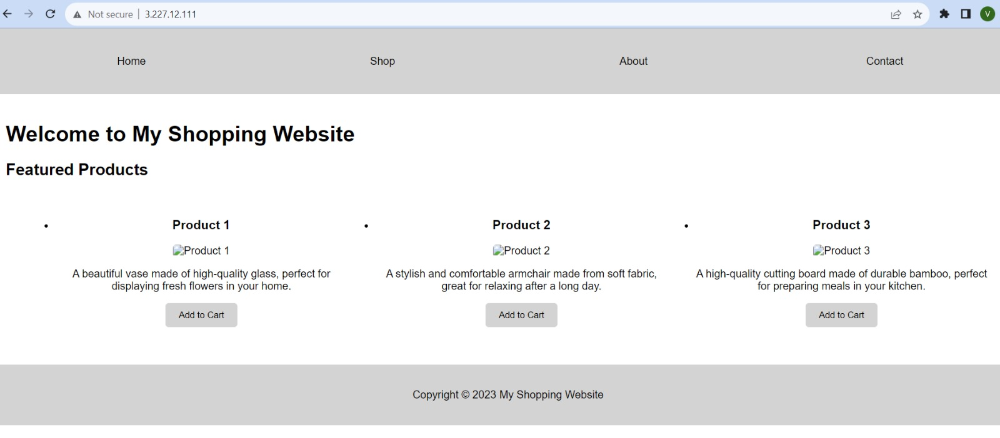 Not secure | 3.227.12.111
V
Home Shop About Contact
Welcome to My Shopping Website
Featured Products
Product 1
Product 1
A beautiful vase made of high-quality glass, perfect for
displaying fresh flowers in your home.
Add to Cart
Product 2
Product 2
A stylish and comfortable armchair made from soft fabric,
great for relaxing after a long day.
Add to Cart
Product 3
Product 3
A high-quality cutting board made of durable bamboo, perfect
for preparing meals in your kitchen.
Add to Cart
Copyright © 2023 My Shopping Website